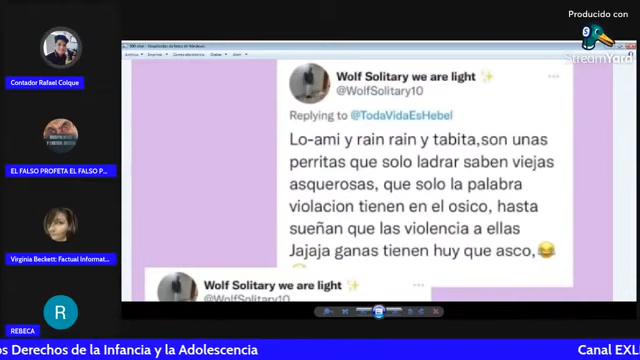 Producido con
StreamYard
Contador Rafael Colque
Wolf Solitary we are light ✨
@WolfSolitary10
Replying to @TodaVidaEsHebel
Lo-ami y rain rain y tabita,son unas
perritas que solo ladrar saben viejas
asquerosas, que solo la palabra
violacion tienen en el osico, hasta
sueñan que las violencia a ellas
Jajaja ganas tienen huy que asco,😂
EL FALSO PROFETA EL FALSO P...
Virginia Beckett: Factual Informat...
Wolf Solitary we are light ✨
@WolfSolitary10
R
REBECA
os Derechos de la Infancia y la Adolescencia
Canal EXL